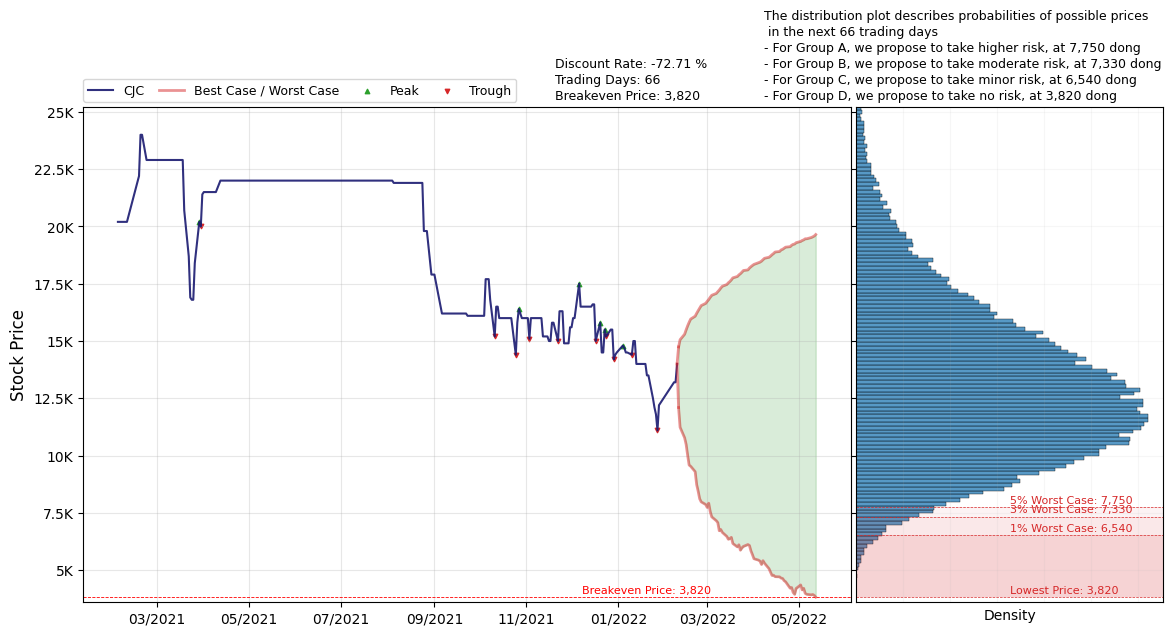 The distribution plot describes probabilities of possible prices
in the next 66 trading days
- For Group A, we propose to take higher risk, at 7,750 dong
- For Group B, we propose to take moderate risk, at 7,330 dong
- For Group C, we propose to take minor risk, at 6,540 dong
- For Group D, we propose to take no risk, at 3,820 dong
Discount Rate: -72.71 %
Trading Days: 66
Breakeven Price: 3,820
CJC
Best Case / Worst Case
Peak
Trough
Stock Price
25K
22.5K
20K
17.5K
15K
12.5K
10K
7.5K
5K
Breakeven Price: 3,820
03/2021
05/2021
07/2021
09/2021
11/2021
01/2022
03/2022
05/2022
5% Worst Case: 7,750
3% Worst Case: 7,330
1% Worst Case: 6,540
Lowest Price: 3,820
Density